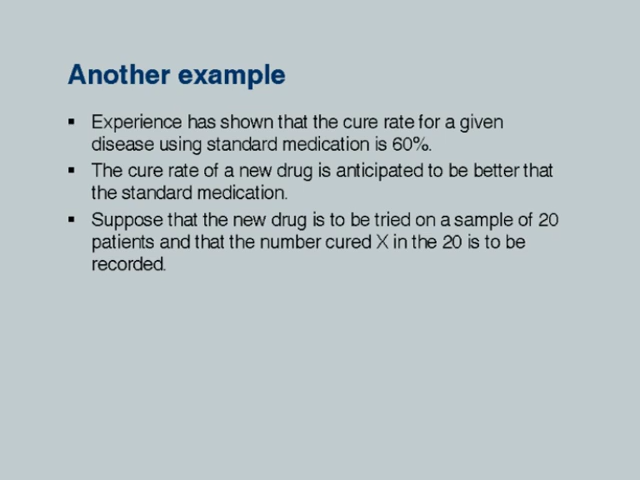 Another example
▪ Experience has shown that the cure rate for a given
disease using standard medication is 60%.
▪ The cure rate of a new drug is anticipated to be better that
the standard medication.
▪ Suppose that the new drug is to be tried on a sample of 20
patients and that the number cured X in the 20 is to be
recorded.